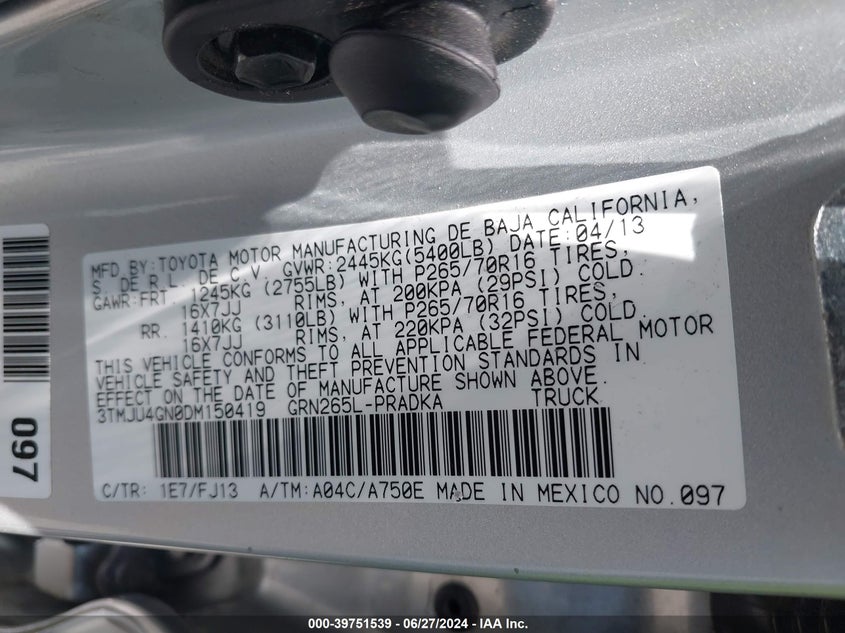 MFD BY:TOYOTA MOTOR MANUFACTURING DE BAJA CALIFORNIA,
S. DE R.L. DE C.V. GVWR:2445KG(5400LB) DATE:04/13
GAWR:FRT. 1245KG (2755LB) WITH P265/70R16 TIRES,
16X7JJ RIMS, AT 200KPA (29PSI) COLD.
RR. 1410KG (3110LB) WITH P265/70R16 TIRES,
16X7JJ RIMS, AT 220KPA (32PSI) COLD.
THIS VEHICLE CONFORMS TO ALL APPLICABLE FEDERAL MOTOR
VEHICLE SAFETY AND THEFT PREVENTION STANDARDS IN
EFFECT ON THE DATE OF MANUFACTURE SHOWN ABOVE.
3TMJU4GN0DM150419 GRN265L-PRADKA TRUCK
C/TR: 1E7/FJ13 A/TM:A04C/A750E MADE IN MEXICO NO.097
097
000-39751539 / 06/27/2024 - IAA Inc.